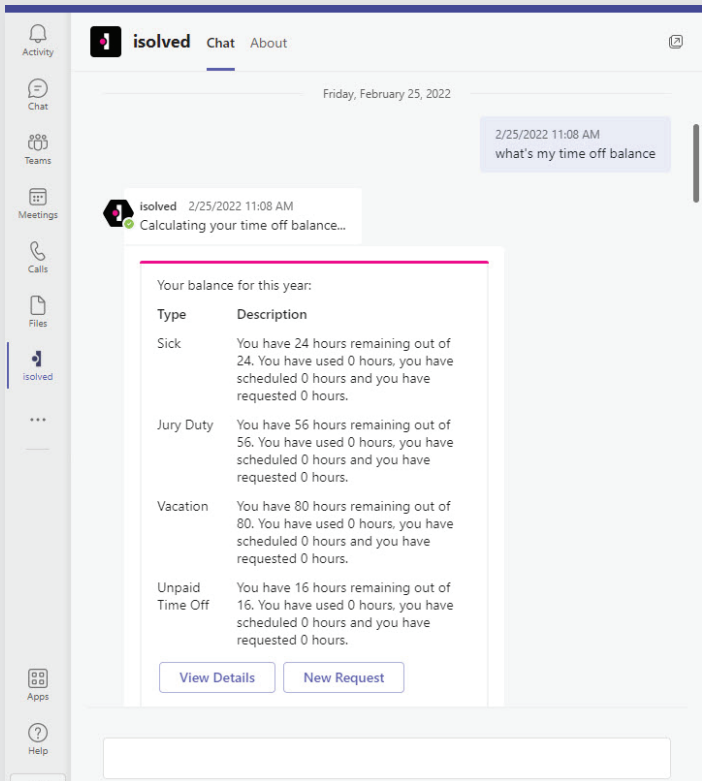 Activity
Chat
Teams
Meetings
Calls
Files
isolved
Apps
Help
isolved Chat About
Friday, February 25, 2022
2/25/2022 11:08 AM
what's my time off balance
isolved 2/25/2022 11:08 AM
Calculating your time off balance...
Your balance for this year:
Type Description
Sick You have 24 hours remaining out of
24. You have used 0 hours, you have
scheduled 0 hours and you have
requested 0 hours.
Jury Duty You have 56 hours remaining out of
56. You have used 0 hours, you have
scheduled 0 hours and you have
requested 0 hours.
Vacation You have 80 hours remaining out of
80. You have used 0 hours, you have
scheduled 0 hours and you have
requested 0 hours.
Unpaid You have 16 hours remaining out of
Time Off 16. You have used 0 hours, you have
scheduled 0 hours and you have
requested 0 hours.
View Details New Request